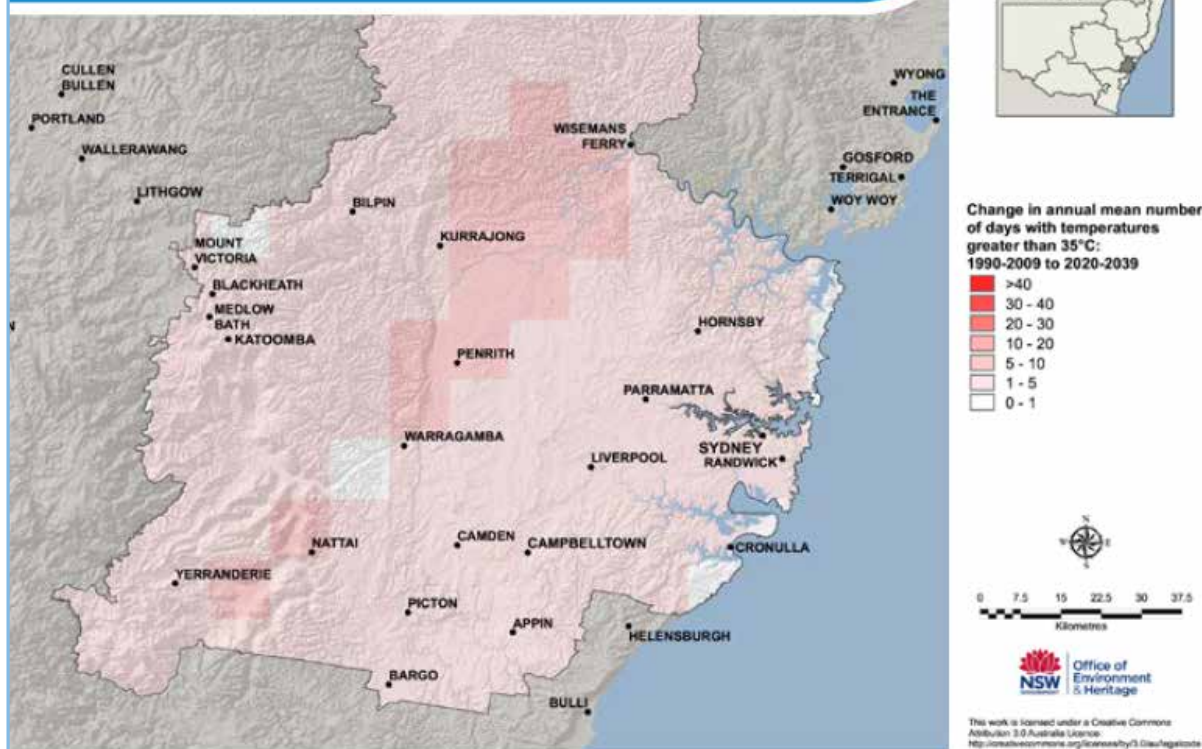 CULLEN
BULLEN
PORTLAND
WALLERAWANG
LITHGOW
BILPIN
WISEMANS
FERRY
WYONG
THE
ENTRANCE
GOSFORD
TERRIGAL
WOY WOY
KURRAJONG
MOUNT
VICTORIA
BLACKHEATH
MEDLOW
BATH
KATOOMBA
HORNSBY
PENRITH
PARRAMATTA
WARRAGAMBA
SYDNEY
LIVERPOOL
RANDWICK
NATTAI
CAMDEN
CAMPBELLTOWN
CRONULLA
YERRANDERIE
PICTON
APPIN
HELENSBURGH
BARGO
BULLI
Change in annual mean number
of days with temperatures
greater than 35°C:
1990-2009 to 2020-2039
>40
30 - 40
20 - 30
10 - 20
5 - 10
1 - 5
0 - 1
N
W E
S
0 7.5 15 22.5 30 37.5
Kilometres
NSW
Office of
Environment
& Heritage
This work is licensed under a Creative Commons
Attribution 3.0 Australia Licence.